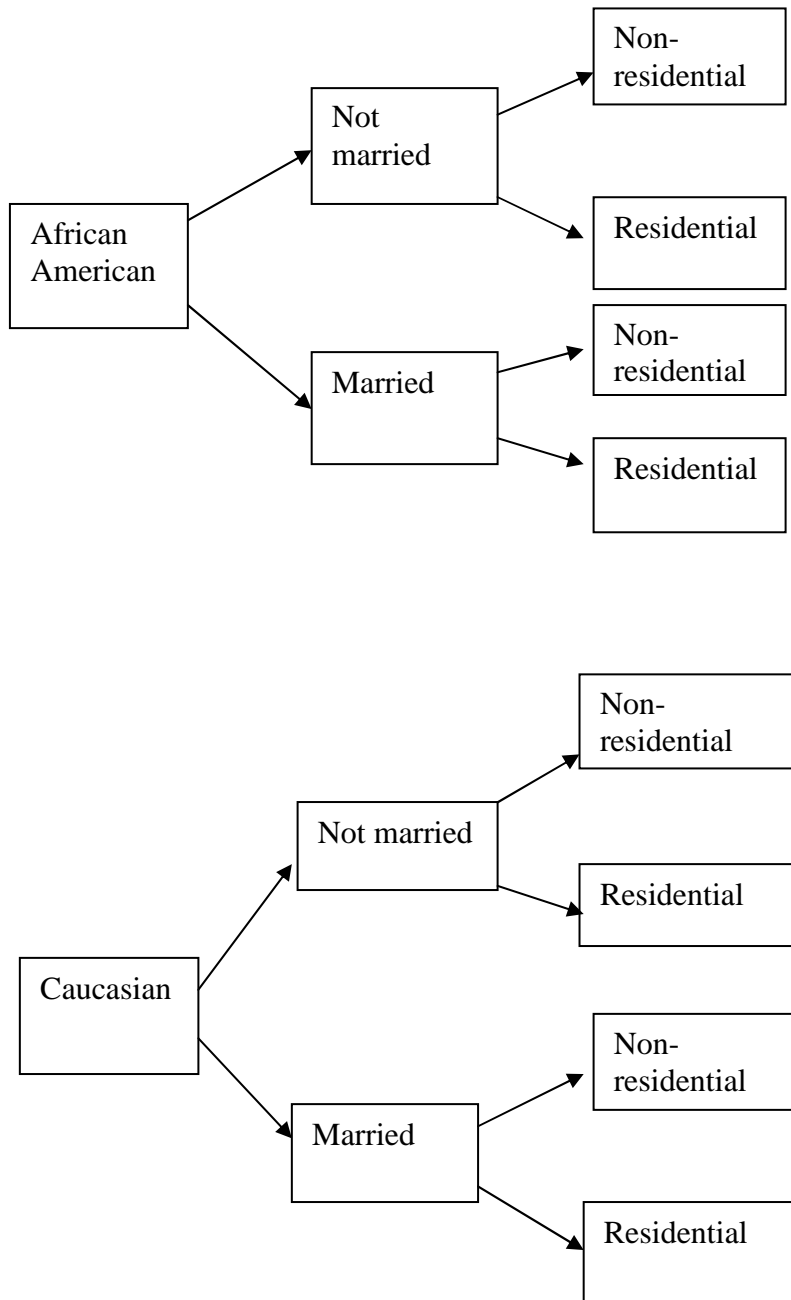 Non-
residential
Not
married
African
American
Residential
Non-
residential
Married
Residential
Non-
residential
Not married
Residential
Caucasian
Non-
residential
Married
Residential